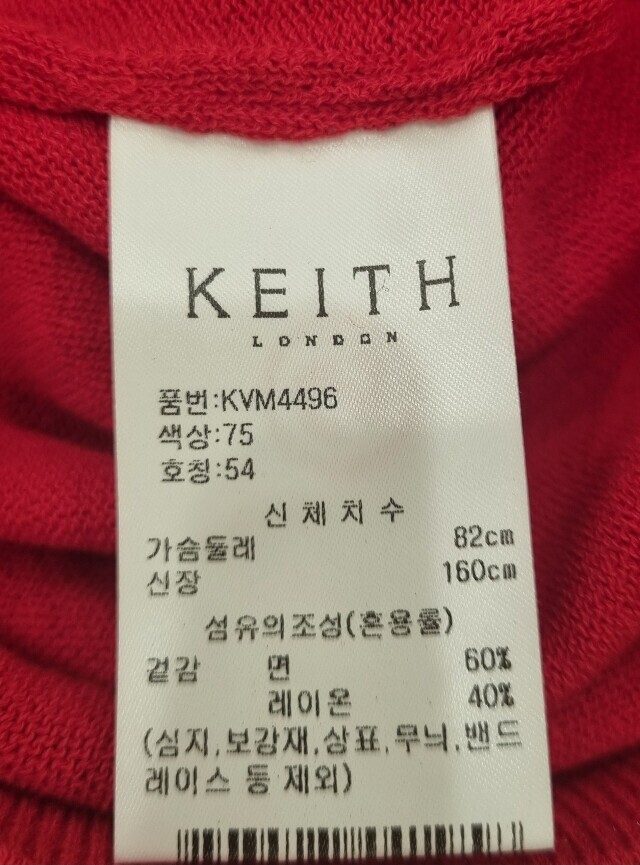 KEITH
LONDON
품번:KVM4496
색상:75
호칭:54
신체치수
가슴둘레 82cm
신장 160cm
섬유의조성(혼용률)
겉감 면 60%
레이온 40%
(심지,보강재,상표,무늬,밴드
레이스 등 제외)